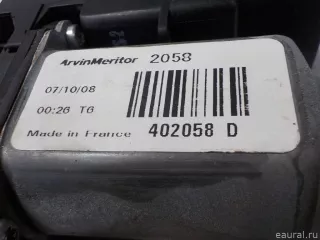 ArvinMeritor 2058
07/10/08
00:26 T6
Made in France 402058 D
eaural.ru